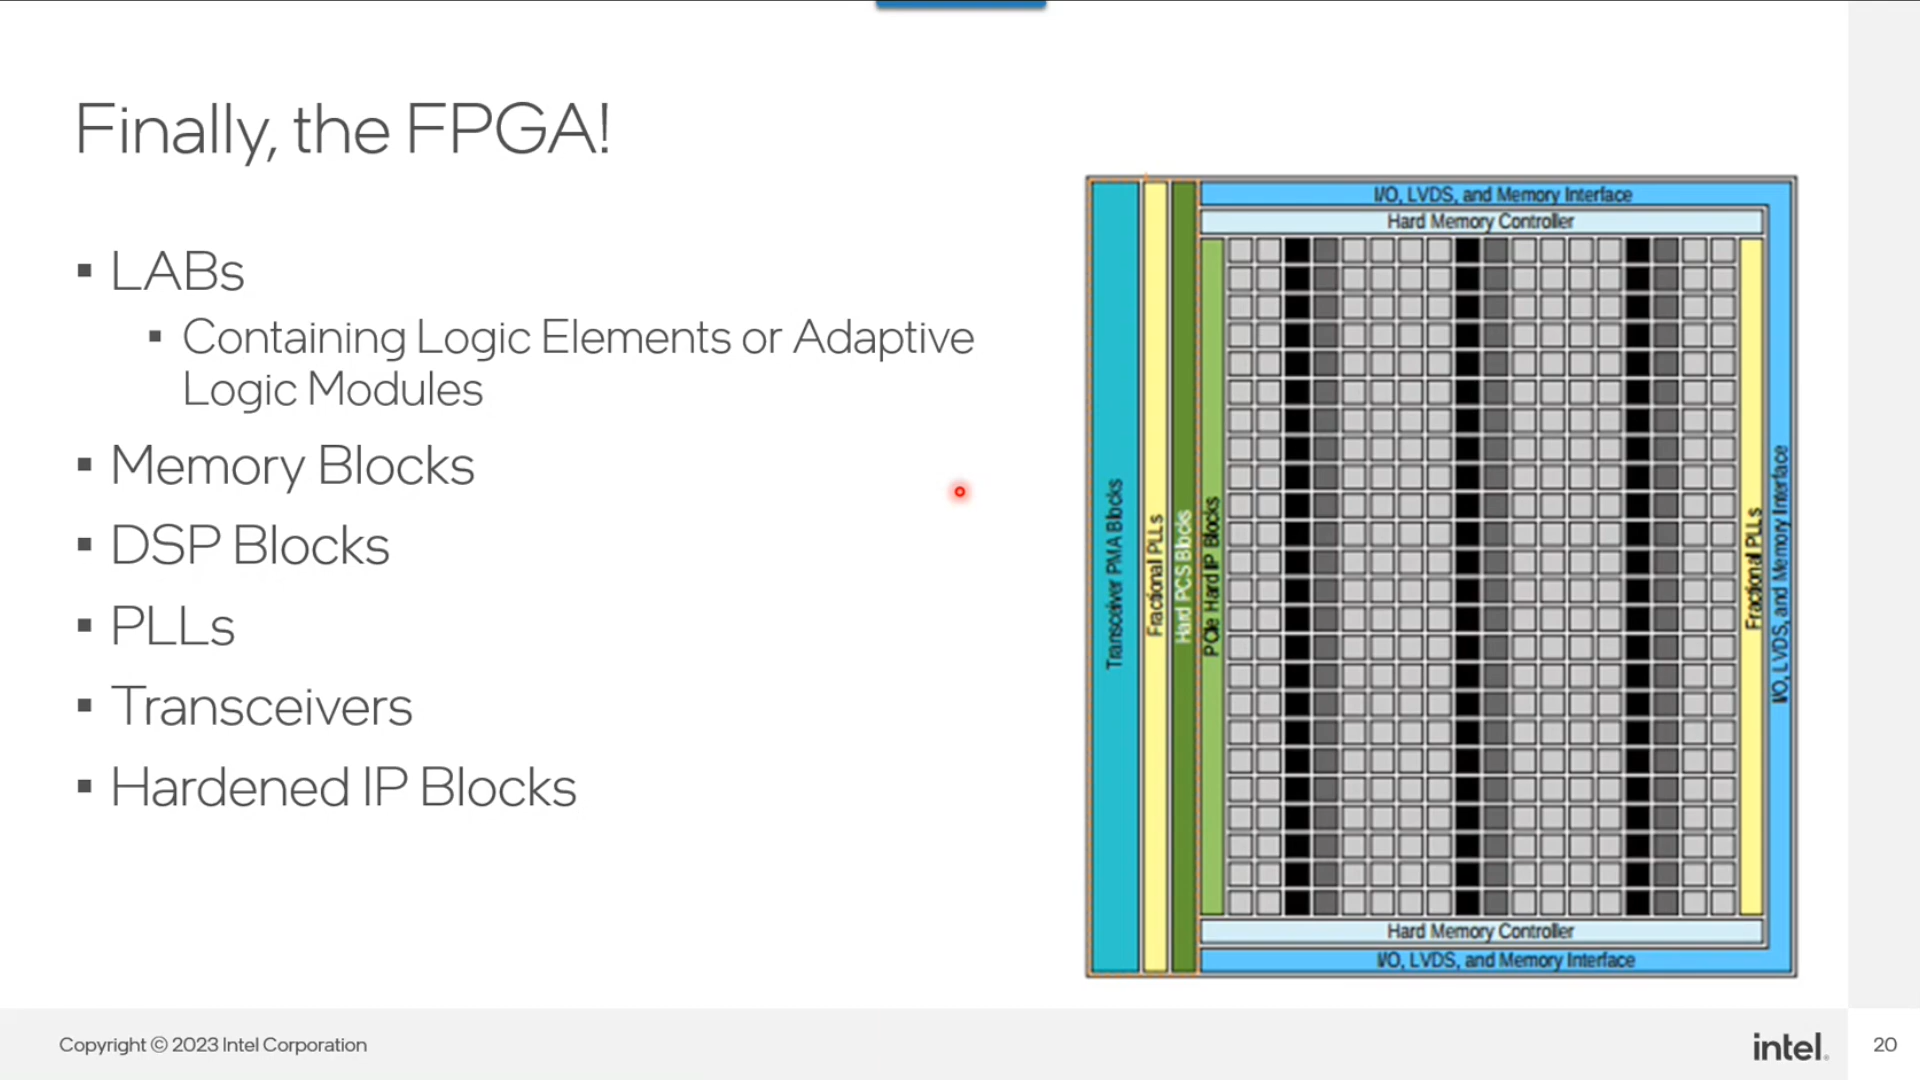 Finally, the FPGA!
▪ LABs
▪ Containing Logic Elements or Adaptive
Logic Modules
▪ Memory Blocks
▪ DSP Blocks
▪ PLLs
▪ Transceivers
▪ Hardened IP Blocks
I/O, LVDS, and Memory Interface
Hard Memory Controller
Transceiver PMA Blocks
Fractional PLLs
Hard PCS Blocks
PCIe Hard IP Blocks
Fractional PLLs
I/O, LVDS, and Memory Interface
Hard Memory Controller
I/O, LVDS, and Memory Interface
Copyright © 2023 Intel Corporation
intel.
20